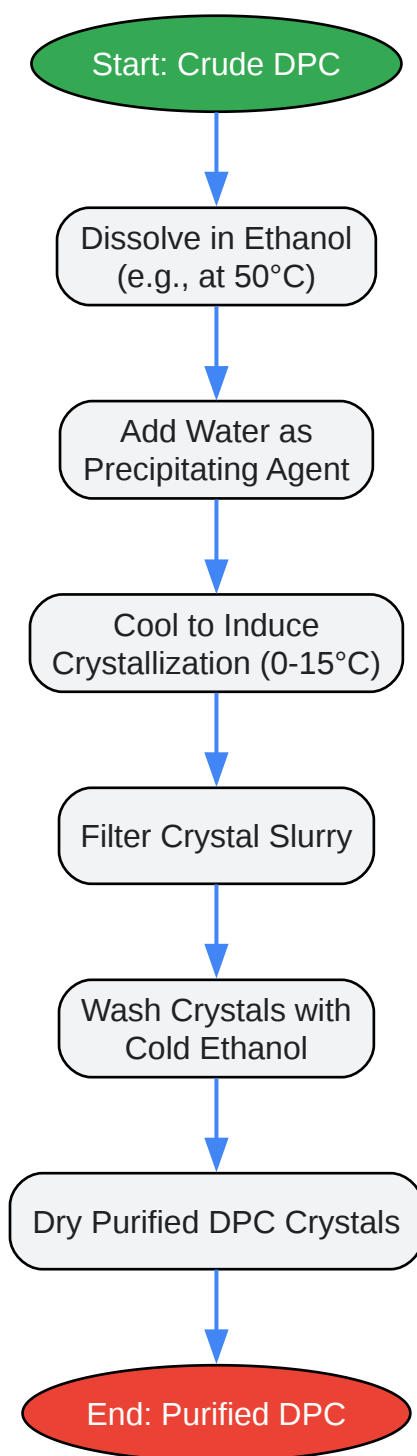 Start: Crude DPC
Dissolve in Ethanol
(e.g., at 50°C)
Add Water as
Precipitating Agent
Cool to Induce
Crystallization (0-15°C)
Filter Crystal Slurry
Wash Crystals with
Cold Ethanol
Dry Purified DPC Crystals
End: Purified DPC